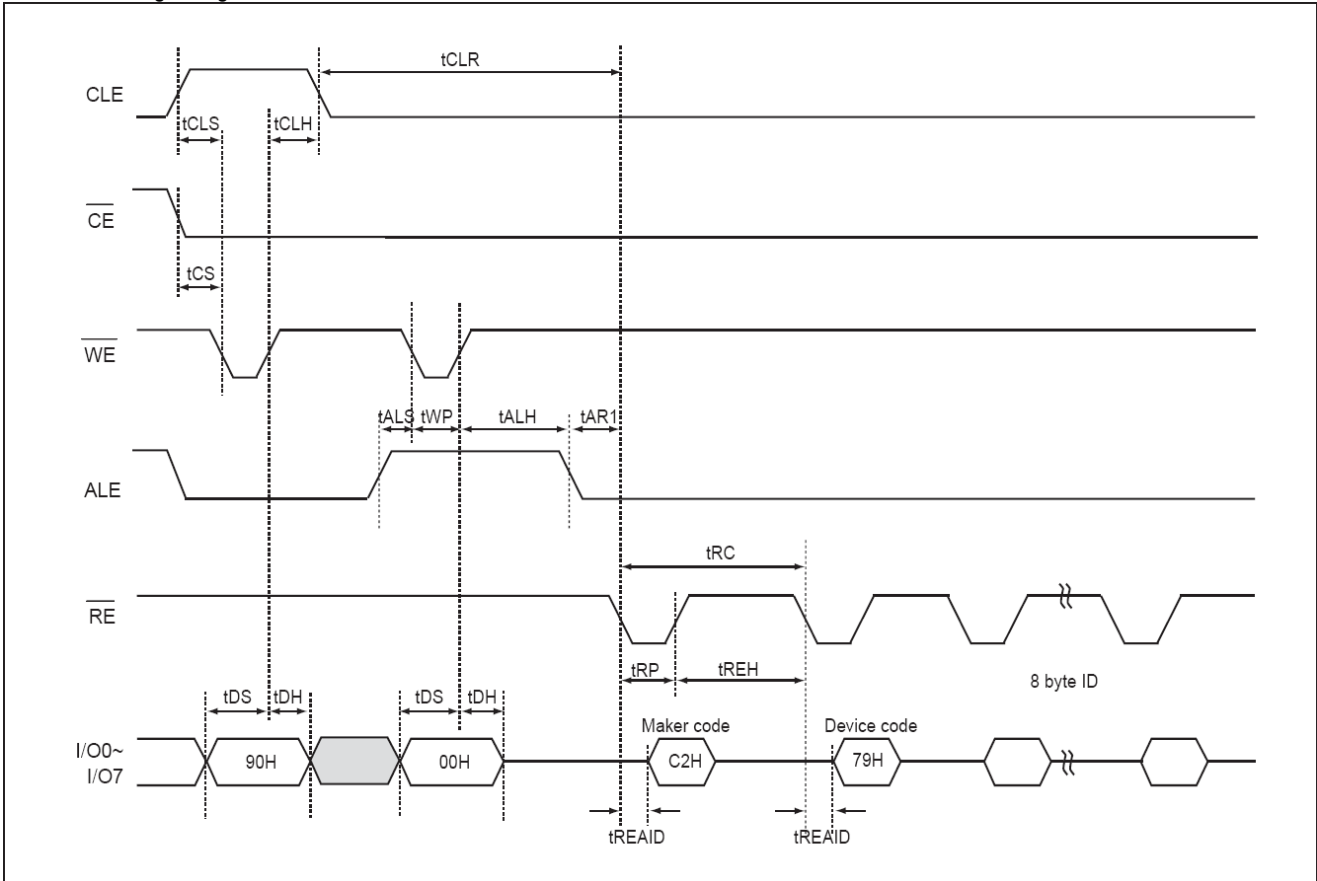 tCLR
CLE
tCLS
tCLH
CE
tCS
WE
tALS
tWP
tALH
tAR1
ALE
tRC
RE
tRP
tREH
8 byte ID
tDS
tDH
tDS
tDH
Maker code
Device code
I/O0~
I/O7
90H
00H
C2H
79H
tREAID
tREAID